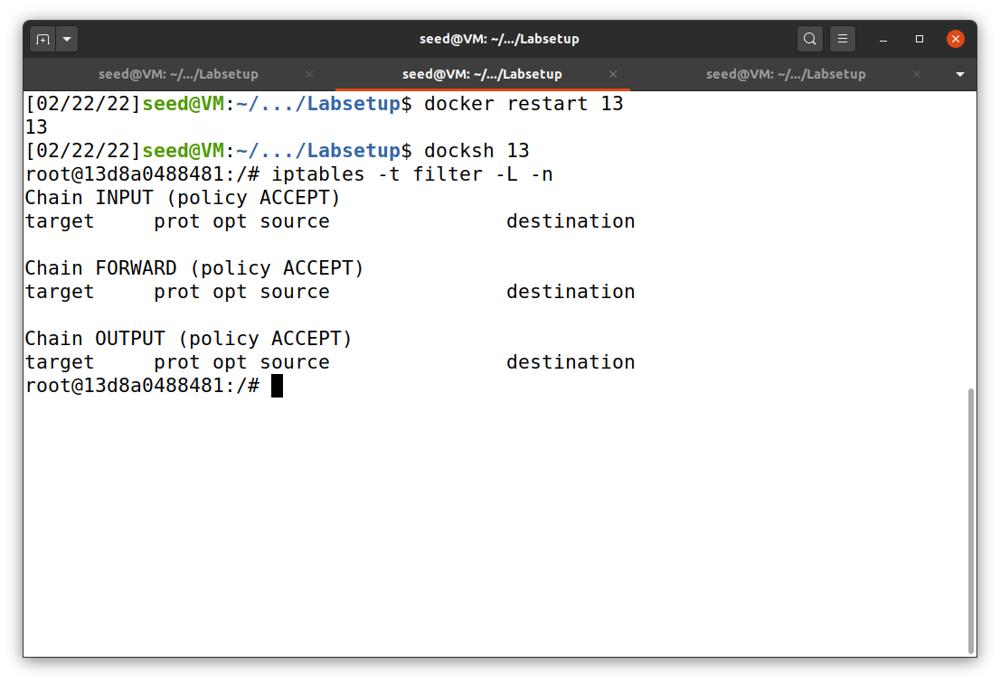 seed@VM: ~/.../Labsetup
seed@VM: ~/.../Labsetup × seed@VM: ~/.../Labsetup × seed@VM: ~/.../Labsetup ×
[02/22/22]seed@VM:~/.../Labsetup$ docker restart 13
13
[02/22/22]seed@VM:~/.../Labsetup$ docksh 13
root@13d8a0488481:/# iptables -t filter -L -n
Chain INPUT (policy ACCEPT)
target     prot opt source               destination
Chain FORWARD (policy ACCEPT)
target     prot opt source               destination
Chain OUTPUT (policy ACCEPT)
target     prot opt source               destination
root@13d8a0488481:/#